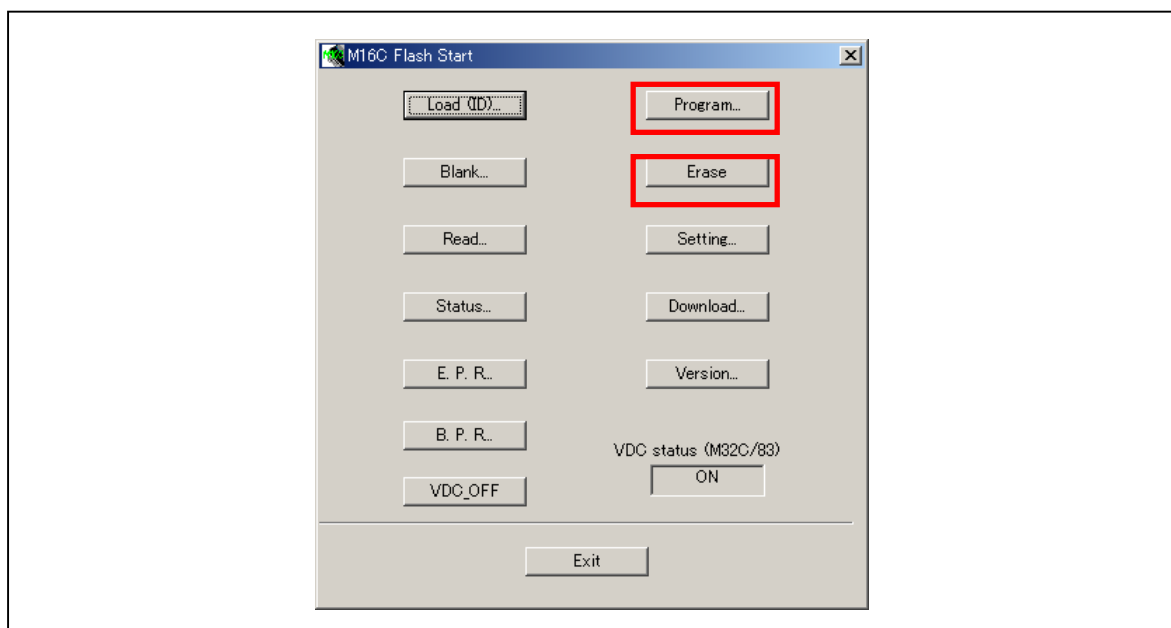 M16C Flash Start
Load (ID)...
Program...
Blank...
Erase
Read...
Setting...
Status...
Download...
E. P. R...
Version...
B. P. R...
VDC status (M32C/83)
ON
VDC_OFF
Exit